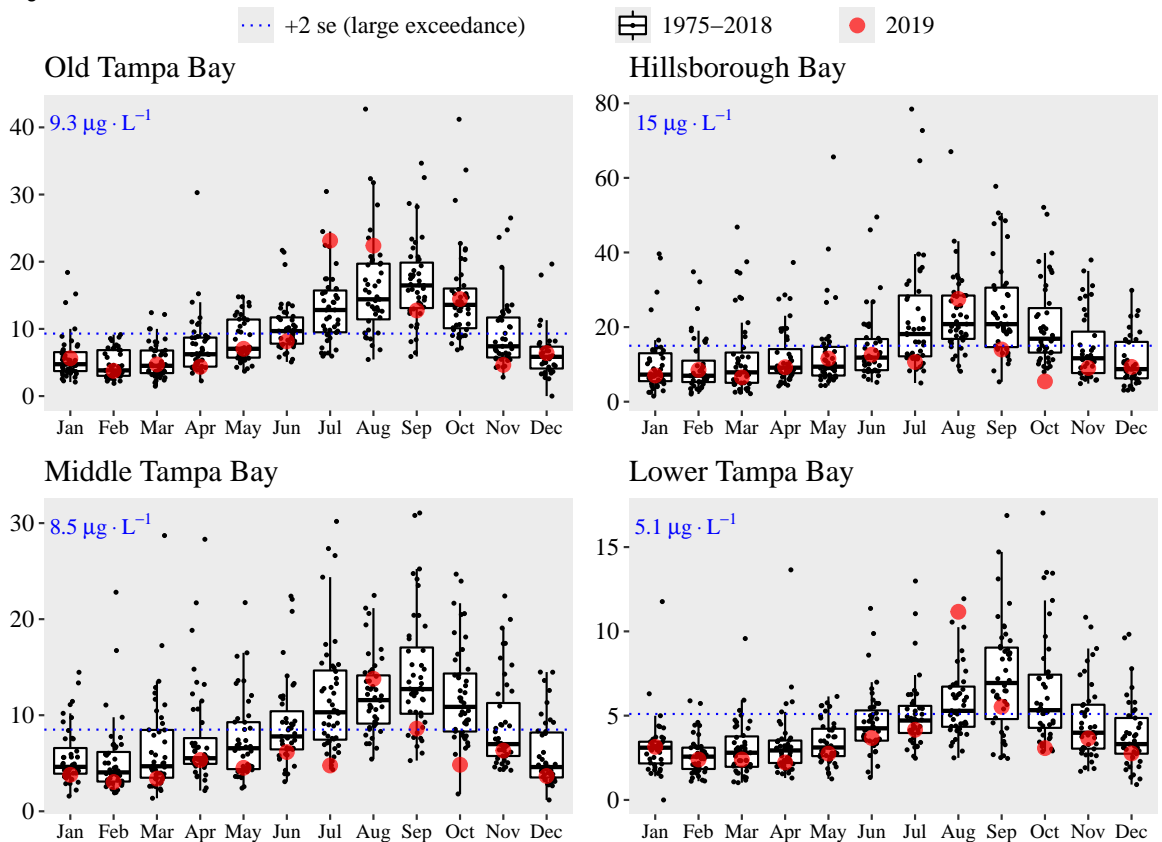 +2 se (large exceedance) 1975−2018 2019
Old Tampa Bay
9.3 μg · L⁻¹
40
30
20
10
0
Jan Feb Mar Apr May Jun Jul Aug Sep Oct Nov Dec
Hillsborough Bay
15 μg · L⁻¹
80
60
40
20
0
Jan Feb Mar Apr May Jun Jul Aug Sep Oct Nov Dec
Middle Tampa Bay
8.5 μg · L⁻¹
30
20
10
0
Jan Feb Mar Apr May Jun Jul Aug Sep Oct Nov Dec
Lower Tampa Bay
5.1 μg · L⁻¹
15
10
5
0
Jan Feb Mar Apr May Jun Jul Aug Sep Oct Nov Dec